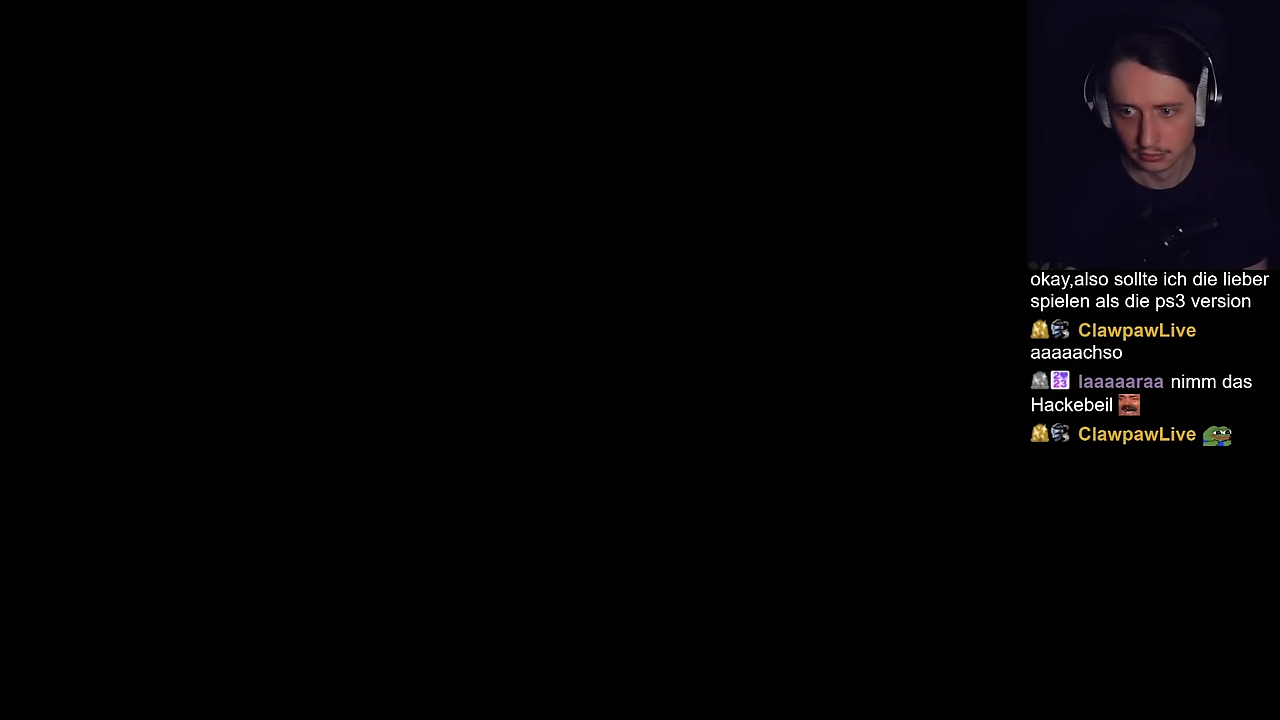 okay,also sollte ich die lieber
spielen als die ps3 version
ClawpawLive
aaaaachso
laaaaaraa nimm das
Hackebeil
ClawpawLive